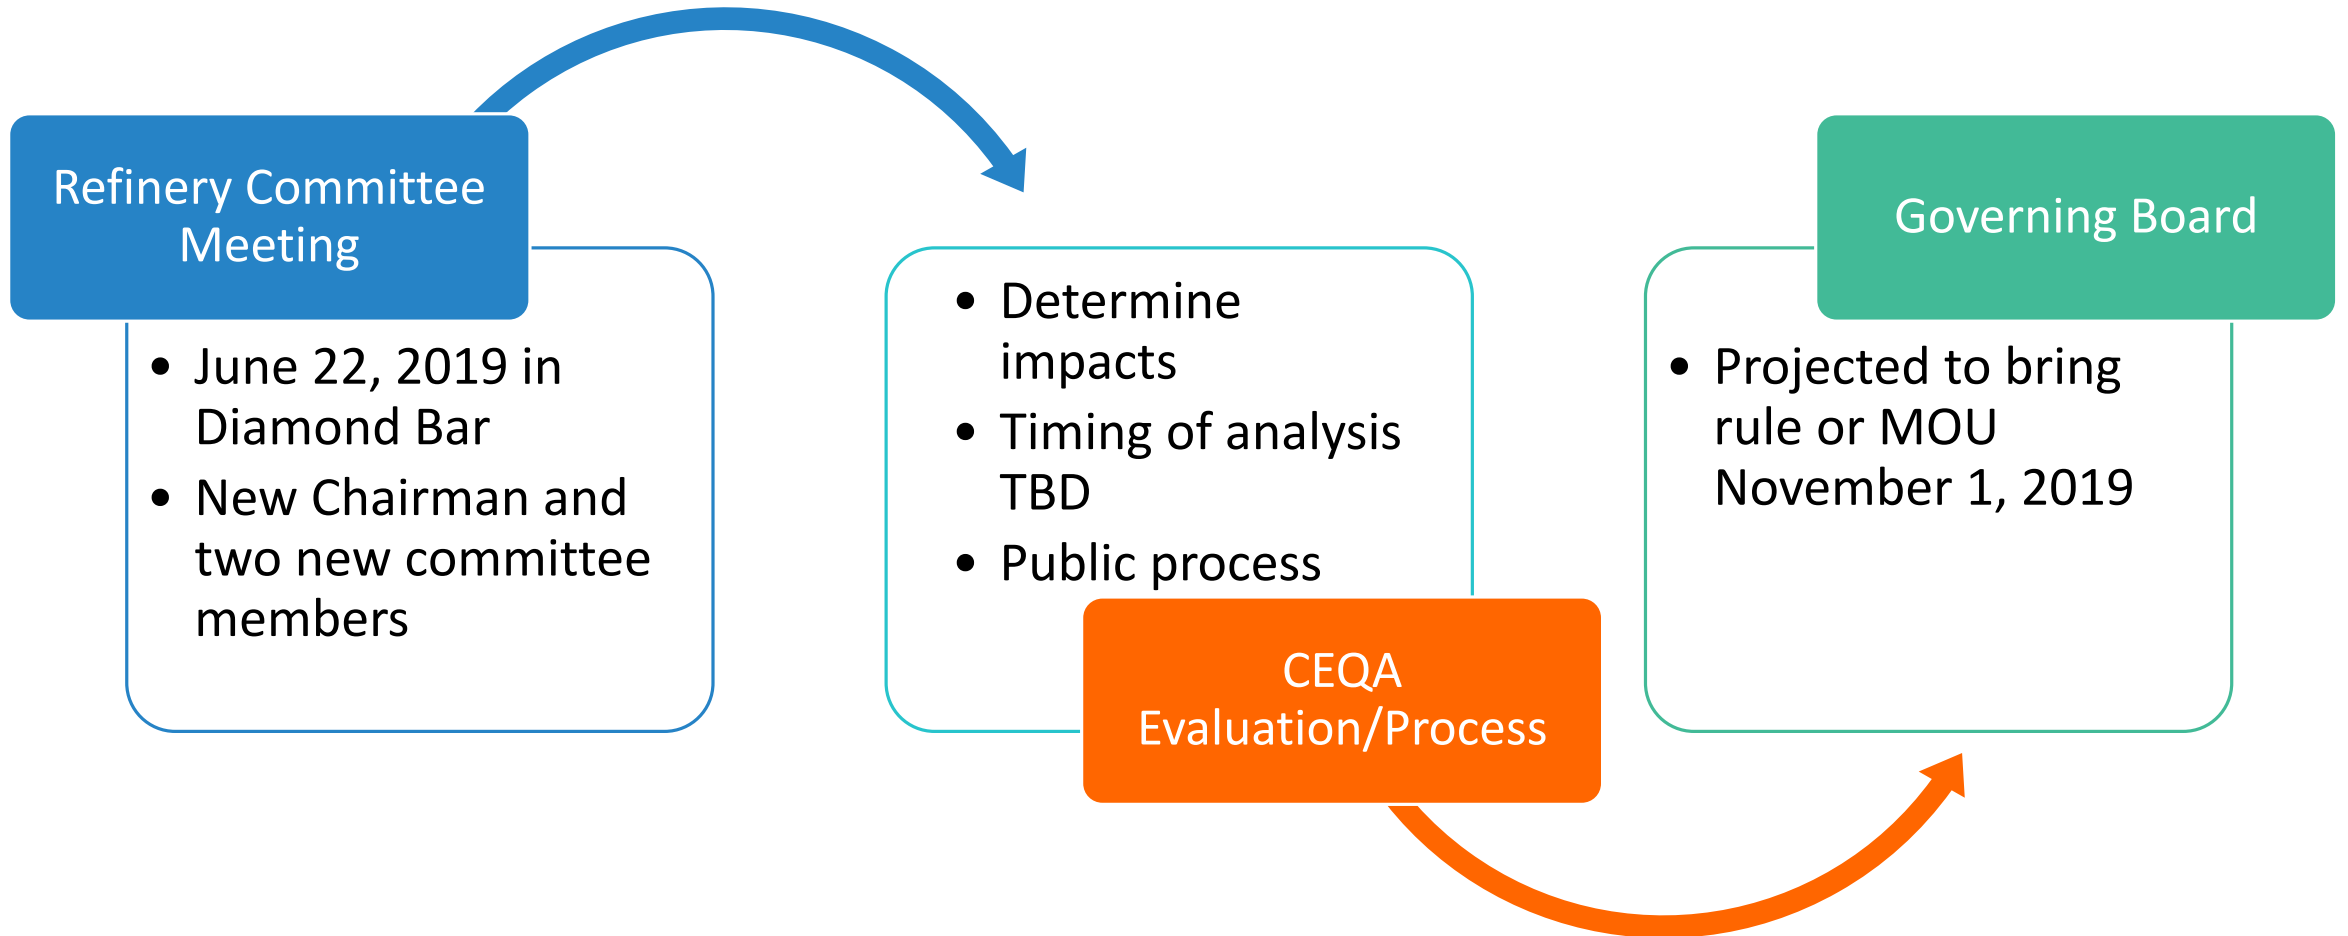 Refinery Committee
Meeting
• June 22, 2019 in
Diamond Bar
• New Chairman and
two new committee
members
• Determine
impacts
• Timing of analysis
TBD
• Public process
CEQA
Evaluation/Process
Governing Board
• Projected to bring
rule or MOU
November 1, 2019